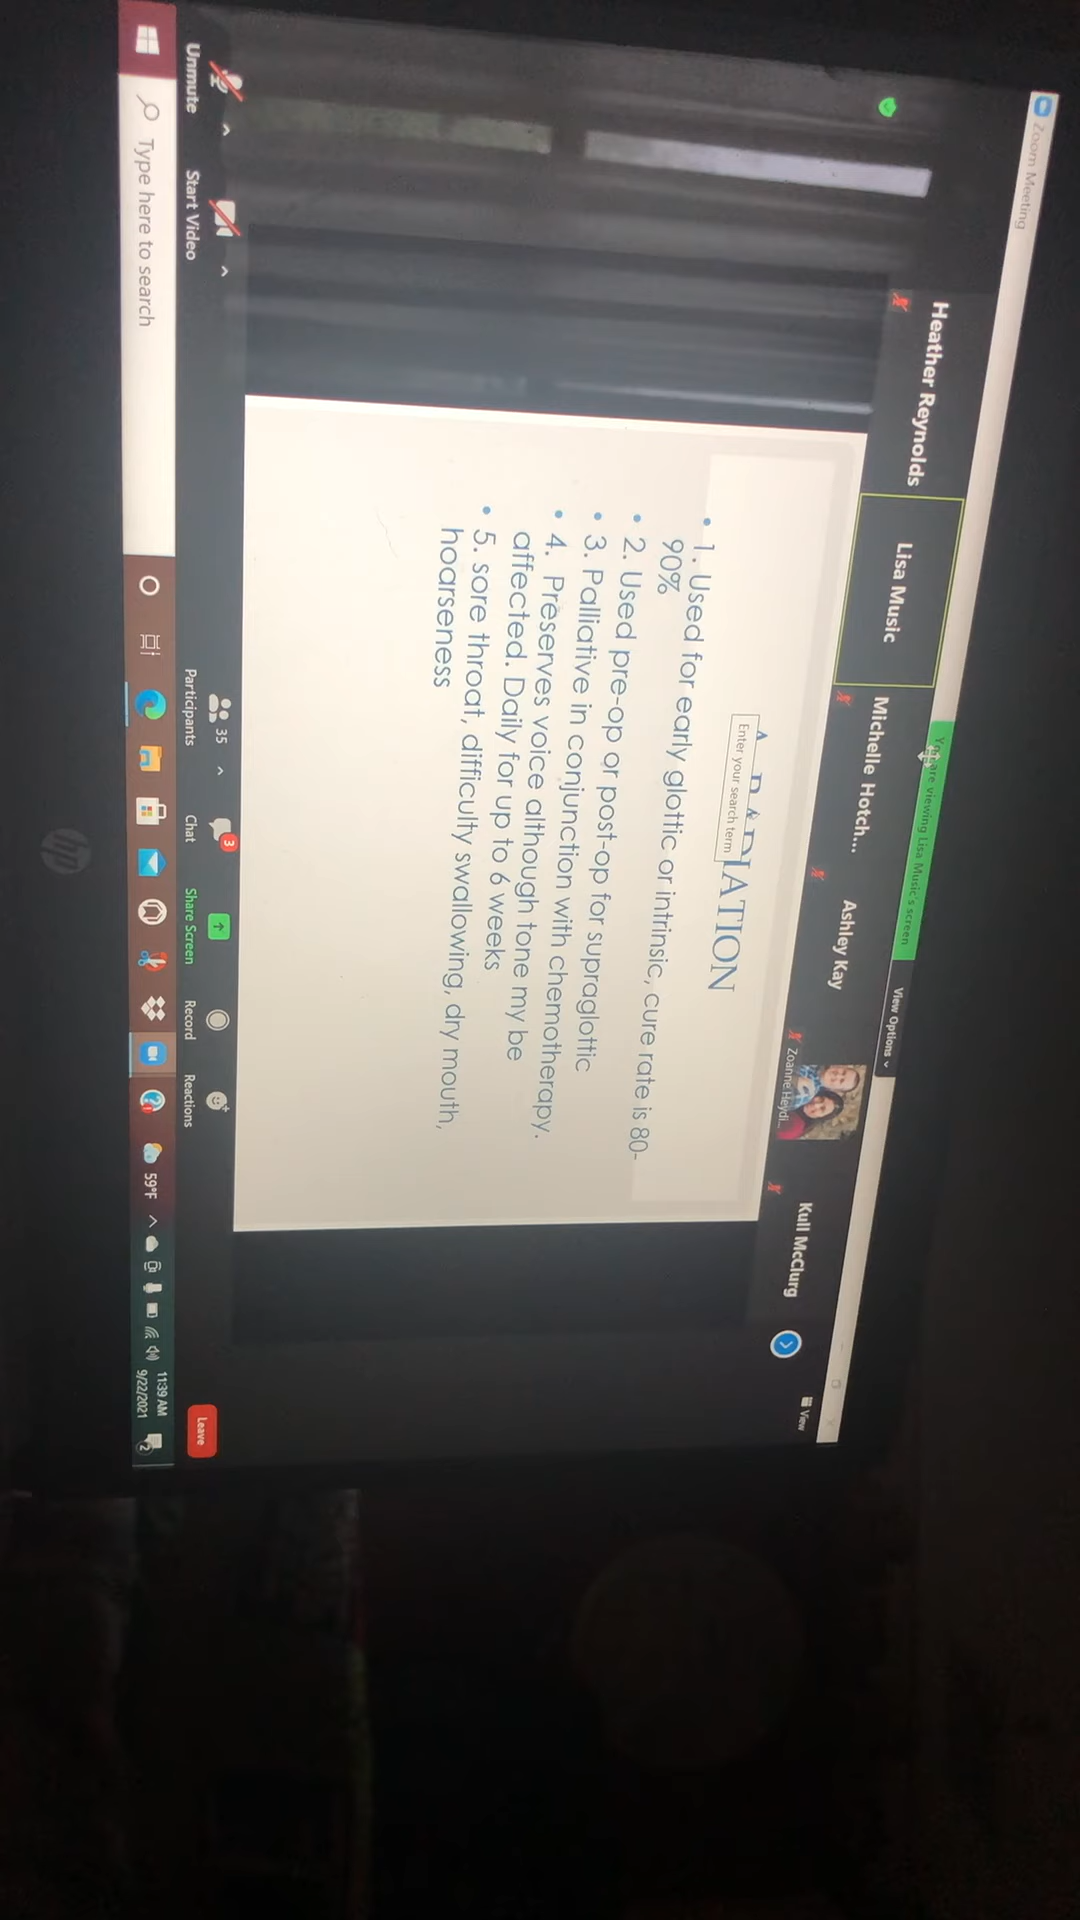 Zoom Meeting
You are viewing Lisa Music's screen
View Options
View
Heather Reynolds
Lisa Music
Michelle Hotch...
Ashley Kay
Zoanne Heydi...
Kull McClurg
A
DIATION
Enter your search term
• 1. Used for early glottic or intrinsic, cure rate is 80-
90%
• 2. Used pre-op or post-op for supraglottic
• 3. Palliative in conjunction with chemotherapy.
• 4. Preserves voice although tone my be
affected. Daily for up to 6 weeks
• 5. sore throat, difficulty swallowing, dry mouth,
hoarseness
Unmute
Start Video
35
Participants
3
Chat
Share Screen
Record
Reactions
Leave
Type here to search
59°F
11:39 AM
9/22/2021
2
hp